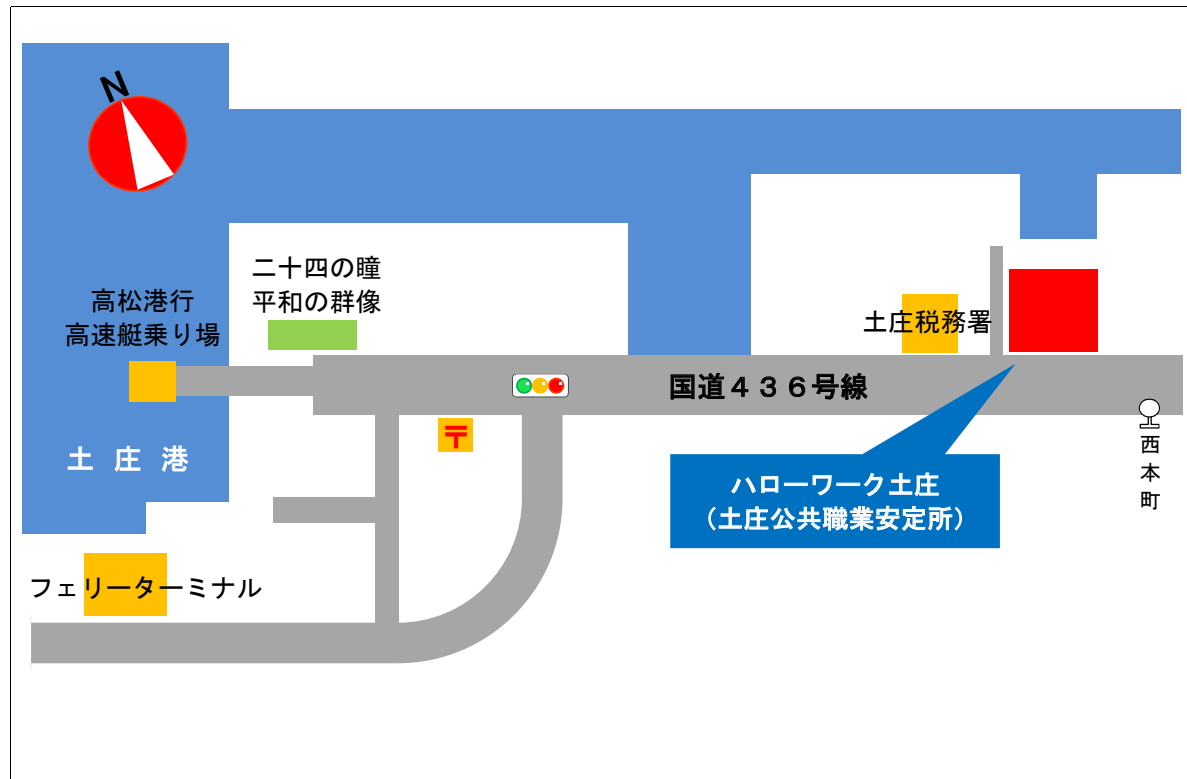 N
二十四の瞳
平和の群像
高松港行
高速艇乗り場
土庄税務署
国道４３６号線
〒
土庄港
西本町
ハローワーク土庄
（土庄公共職業安定所）
フェリーターミナル